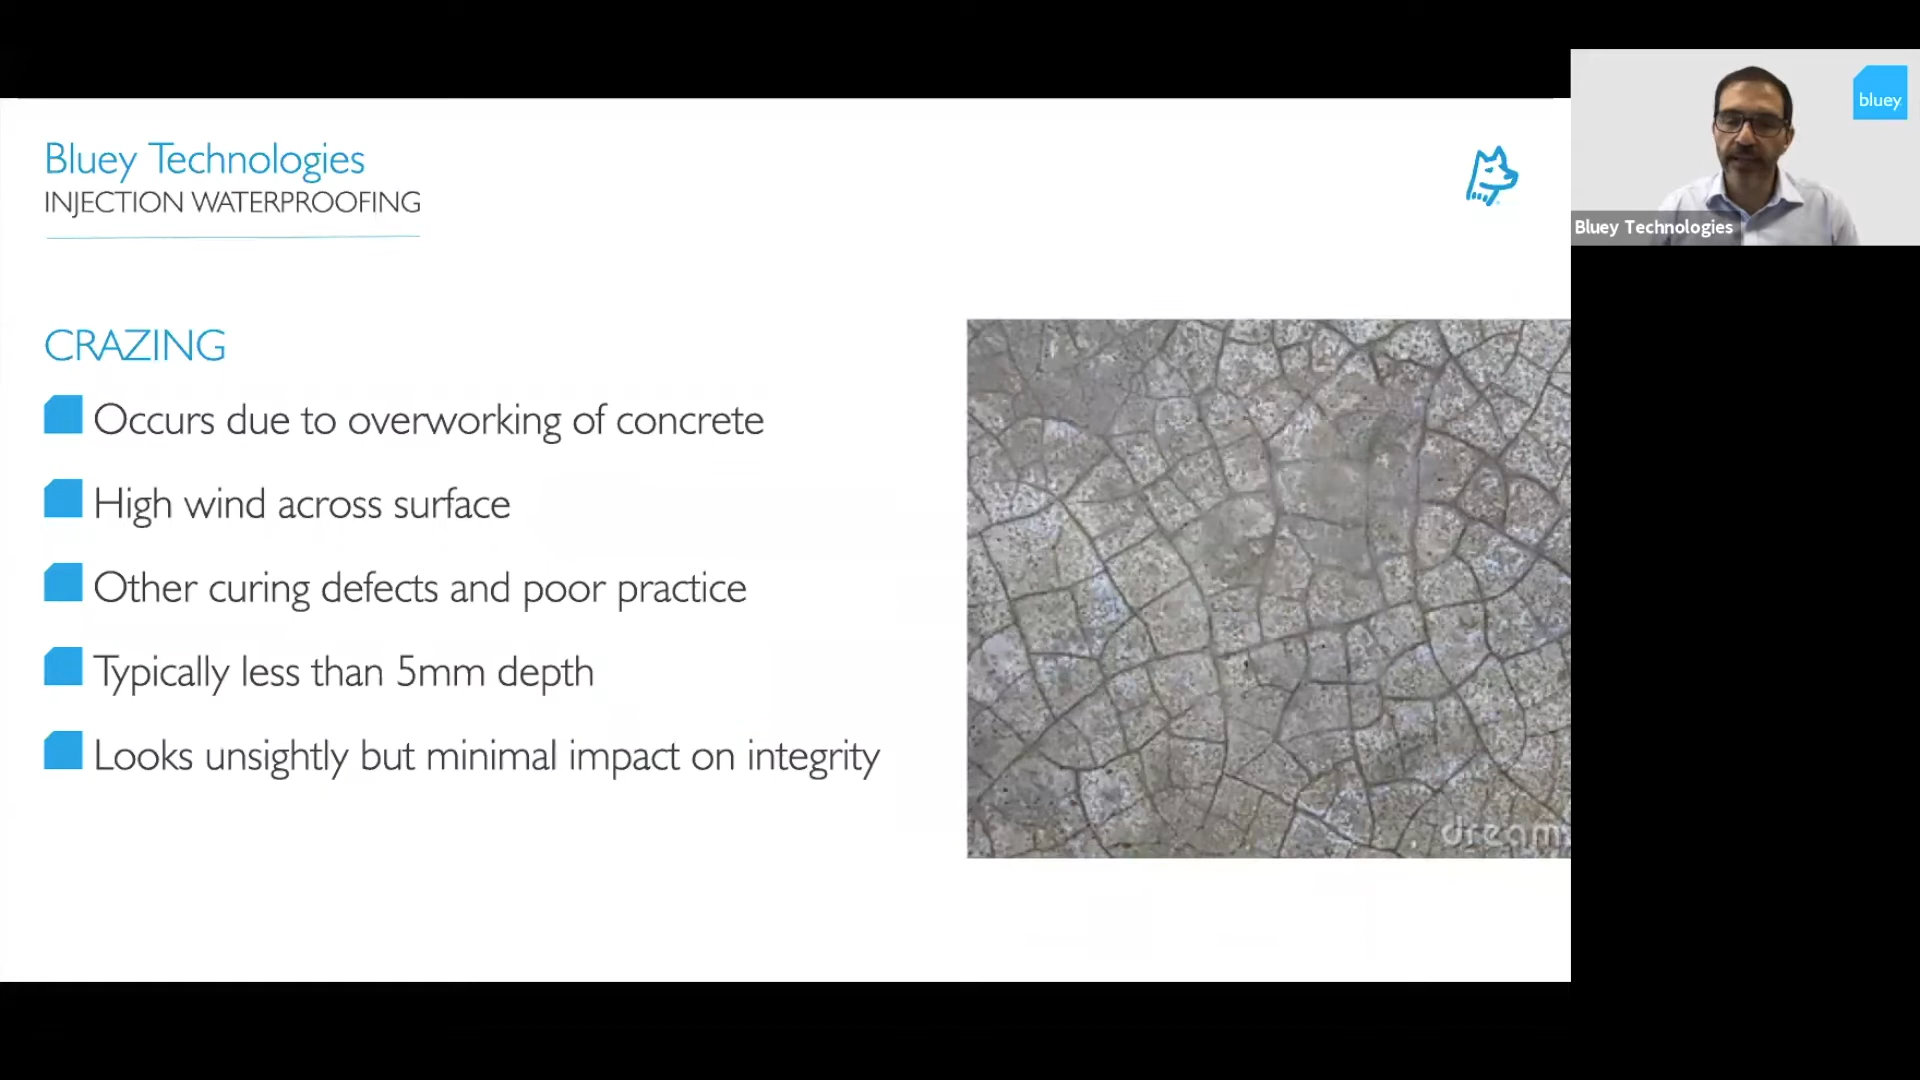 Bluey Technologies
INJECTION WATERPROOFING
CRAZING
Occurs due to overworking of concrete
High wind across surface
Other curing defects and poor practice
Typically less than 5mm depth
Looks unsightly but minimal impact on integrity
dream
bluey
Bluey Technologies